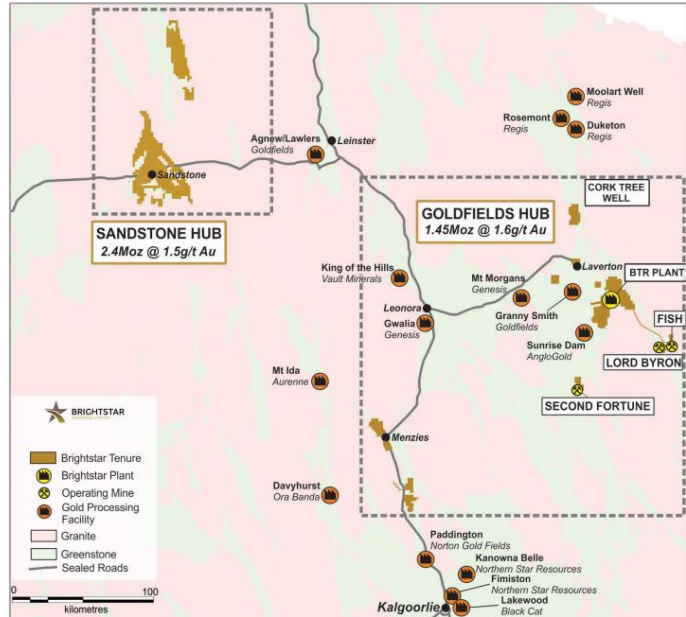 Moolart Well
Regis
Rosemont
Regis
Duketon
Regis
Agnew/Lawlers
Goldfields
Leinster
Sandstone
CORK TREE
WELL
SANDSTONE HUB
2.4Moz @ 1.5g/t Au
GOLDFIELDS HUB
1.45Moz @ 1.6g/t Au
Laverton
BTR PLANT
King of the Hills
Vault Minerals
Mt Morgans
Genesis
Leonora
Granny Smith
Goldfields
FISH
Gwalia
Genesis
Sunrise Dam
AngloGold
LORD BYRON
Mt Ida
Aurenne
SECOND FORTUNE
BRIGHTSTAR
Menzies
Brightstar Tenure
Brightstar Plant
Operating Mine
Gold Processing
Facility
Granite
Greenstone
Sealed Roads
0
100
kilometres
Davyhurst
Ora Banda
Paddington
Norton Gold Fields
Kanowna Belle
Northern Star Resources
Fimiston
Northern Star Resources
Lakewood
Black Cat
Kalgoorlie